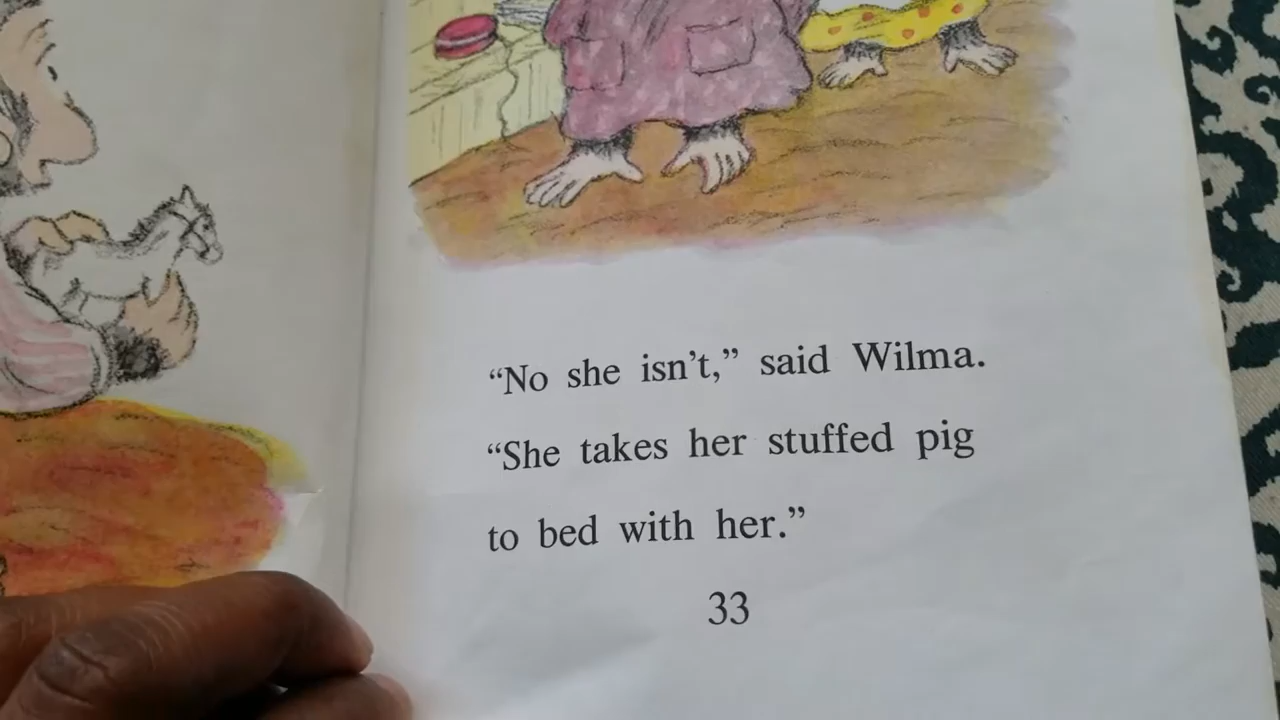 “No she isn’t,” said Wilma.
“She takes her stuffed pig
to bed with her.”
33